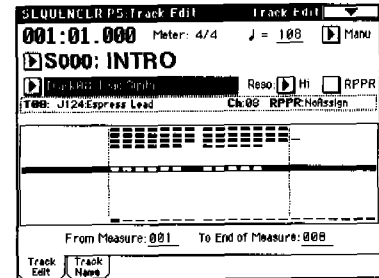 SEQUENCER P5:Track Edit Track Edit
001:01.000 Meter: 4/4 ♩= 108 Manu
S000: INTRO
Track08: Reso: Hi RPPR
T08: J124:Espress Lead Ch:08 RPPR:NoAssign
From Measure: 001 To End of Measure: 008
Track Edit Track Name